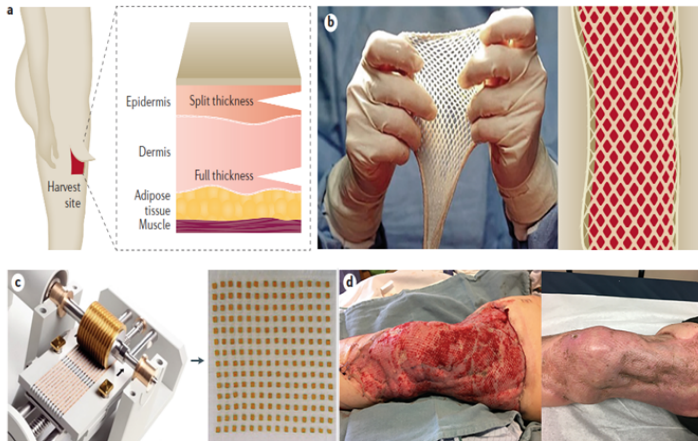 a
Epidermis
Split thickness
Dermis
Full thickness
Adipose
tissue
Muscle
Harvest
site
b
c
d